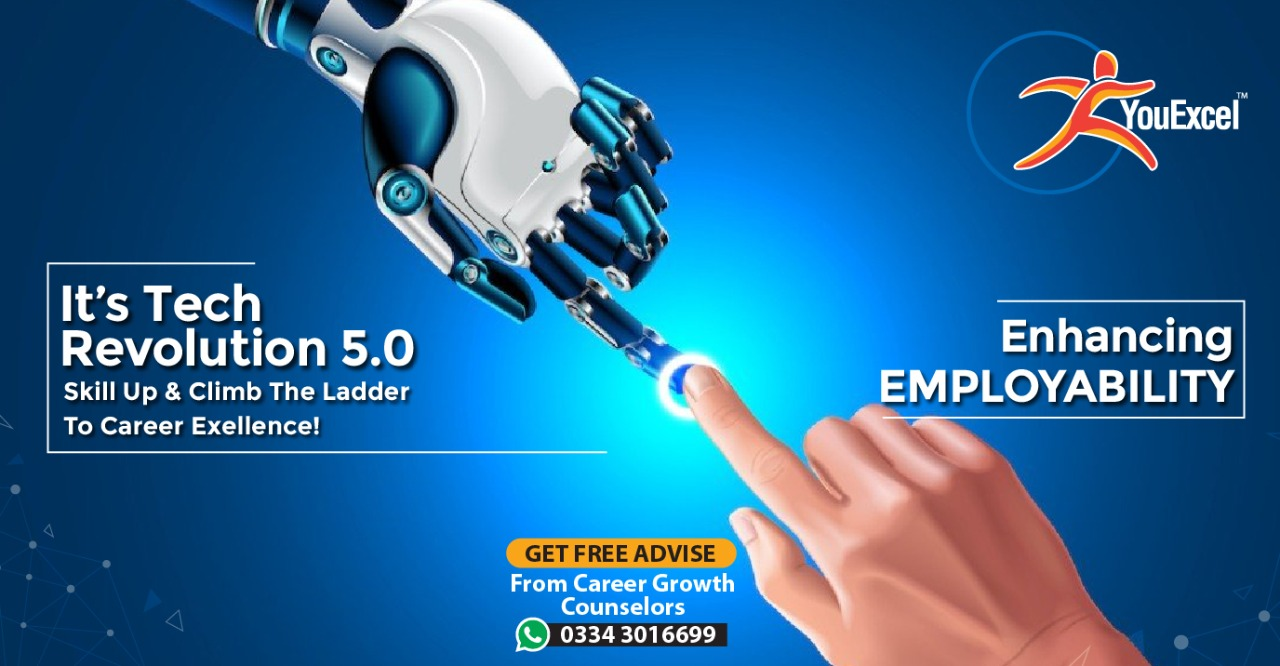 YouExcel™
It's Tech
Revolution 5.0
Skill Up & Climb The Ladder
To Career Exellence!
Enhancing
EMPLOYABILITY
GET FREE ADVISE
From Career Growth
Counselors
0334 3016699